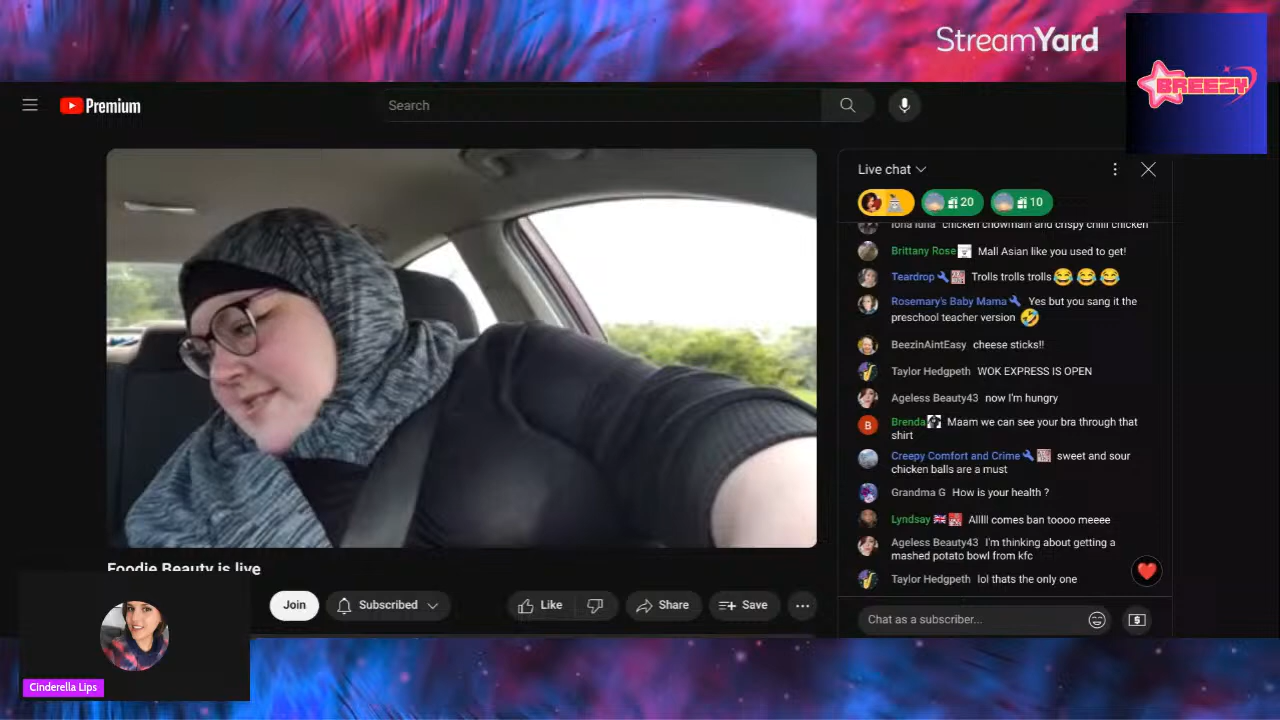 StreamYard
BREEZY
Premium
Search
Live chat
20
10
Iona luna chicken chowmain and crispy chilli chicken
Brittany Rose Mall Asian like you used to get!
Teardrop Trolls trolls trolls
Rosemary's Baby Mama Yes but you sang it the
preschool teacher version
BeezinAintEasy cheese sticks!!
Taylor Hedgpeth WOK EXPRESS IS OPEN
Ageless Beauty43 now I'm hungry
B Brenda Maam we can see your bra through that
shirt
Creepy Comfort and Crime sweet and sour
chicken balls are a must
Grandma G How is your health ?
Lyndsay Alllll comes ban toooo meeee
Ageless Beauty43 I'm thinking about getting a
mashed potato bowl from kfc
Taylor Hedgpeth lol thats the only one
Chat as a subscriber...
Foodie Beauty is live
Join
Subscribed
Like
Share
Save
Cinderella Lips